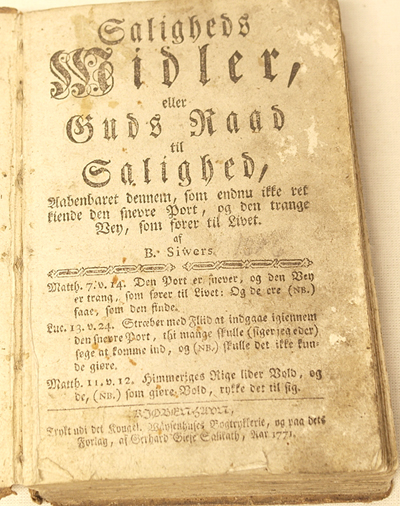 Saligheds
Midler,
eller
Guds Raad
til
Salighed,
Aabenbaret dennem, som endnu ikke ret
kiende den snevre Port, og den trange
Vey, som fører til Livet.
af
B. Siwers
Matth. 7. v. 14. Den Port er snever, og den Vey
er trang, som fører til Livet: Og de ere (NB.)
faae, som den finde.
Luc. 13. v. 24. Stræber med Fliid at indgaae igiennem
den snevre Port, thi mange skulle (siger jeg eder)
søge at komme ind, og (NB.) skulle det ikke kun-
de giøre.
Matth. 11. v. 12. Himmeriges Rige lider Vold, og
de, (NB.) som giøre Vold, rykke det til sig.
KIØBENHAVN,
Trykt udi det Kongel. Waysenhuses Bogtrykkerie, og paa dets
Forlag, af Gerhard Giese Salikath, Aar 1771.